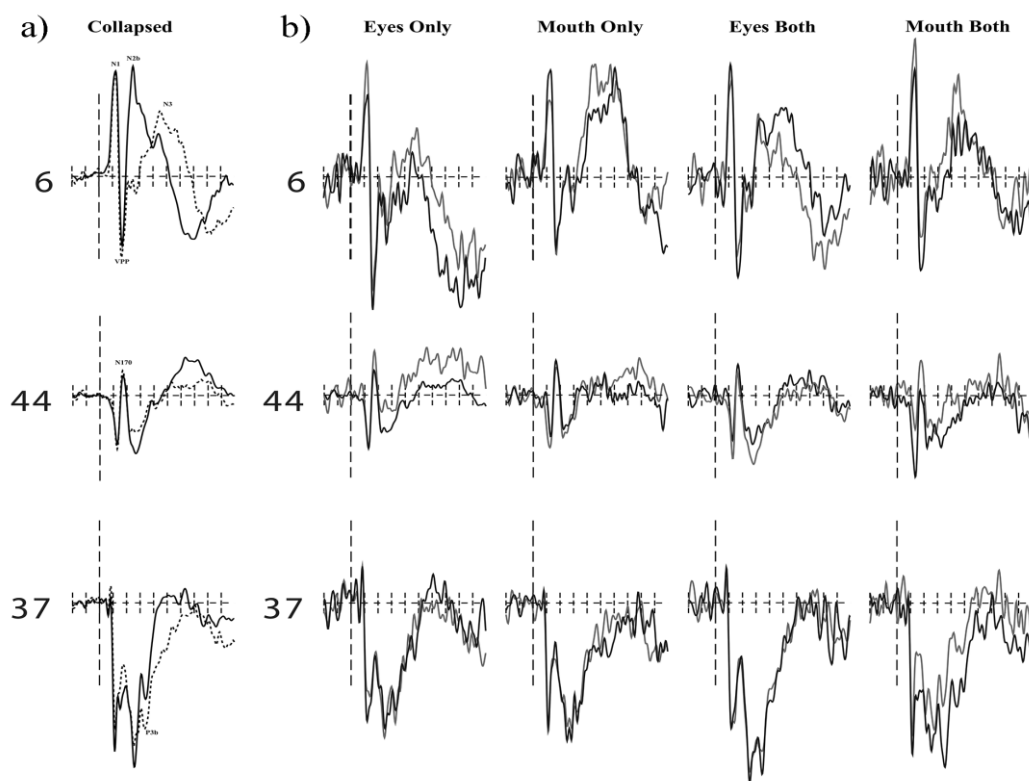 a) Collapsed b) Eyes Only Mouth Only Eyes Both Mouth Both
N1 N2b
N3
6 6
VPP
N170
44 44
37 37
P3b